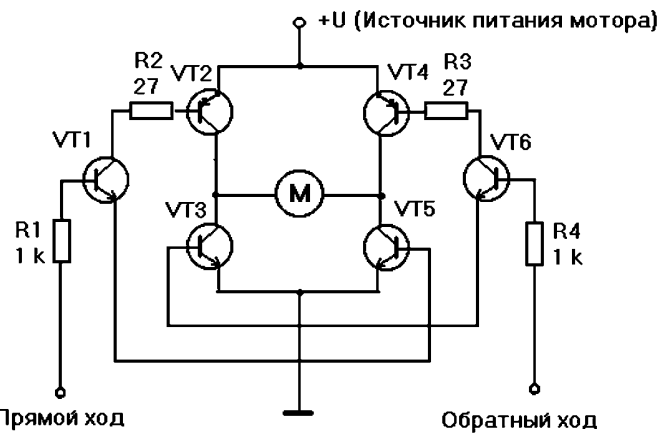 +U (Источник питания мотора)
R2
27
VT2
VT4
R3
27
VT1
VT6
M
VT3
VT5
R1
1 k
R4
1 k
Прямой ход
Обратный ход